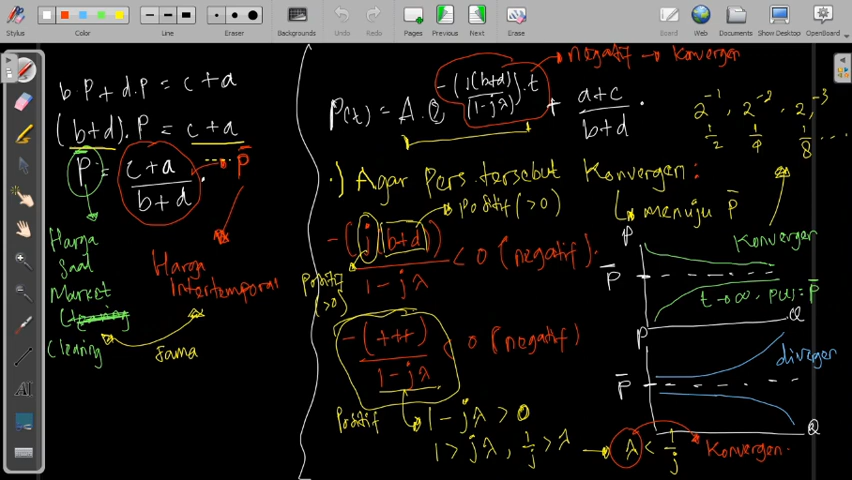 Style
Color
Line
Eraser
Backgrounds
Undo
Redo
Pages
Previous
Next
Erase
Board
Web
Documents
Show Desktop
OpenBoard
b.P + d.P = c+a
(b+d).P = c+a
P̄ = c+a / b+d . P̄
Harga
Saat
Market
Clearing
Harga
Intertemporal
sama
negatif → Konvergen
-(j(b+d) / (1-jλ)).t
P(t) = A.e + a+c / b+d .
2⁻¹, 2⁻², 2⁻³
1/2 1/4 1/8 ...
.) Agar pers. tersebut Konvergen:
positif (>0)
menuju P̄
-(j(b+d)) / 1-jλ < 0 (negatif).
positif
(>0)
-(+++) / 1-jλ < 0 (negatif)
positif
1 - jλ > 0
1 > jλ, 1/j > λ → λ < 1/j Konvergen.
P
Konvergen
P̄
t→∞, P(t) = P̄
Q
P
divergen
P̄
Q